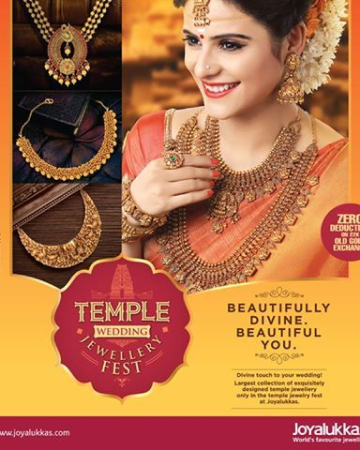 ZERO
DEDUCTION
OLD GOLD
EXCHANGE
TEMPLE
WEDDING
JEWELLERY
FEST
BEAUTIFULLY
DIVINE.
BEAUTIFUL
YOU.
Divine touch to your wedding!
Largest collection of exquisitely
designed temple jewellery
only in the temple jewelry fest
at Joyalukkas.
www.joyalukkas.com
Joyalukkas
World's favourite jeweller